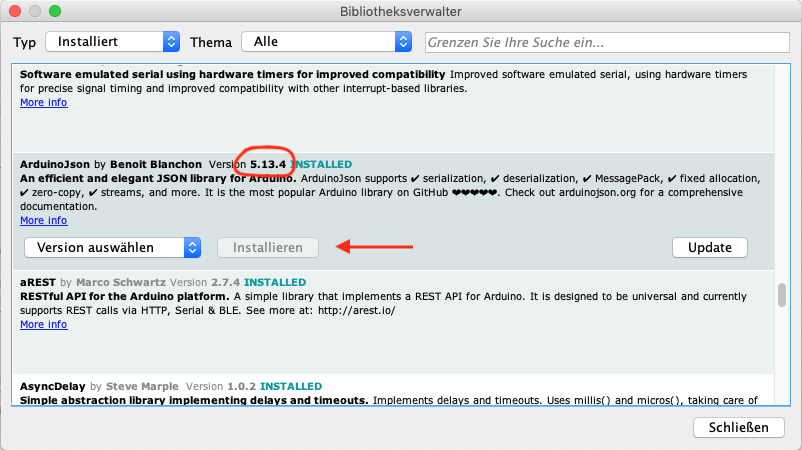 Bibliotheksverwalter
Typ Installiert Thema Alle Grenzen Sie Ihre Suche ein...
Software emulated serial using hardware timers for improved compatibility Improved software emulated serial, using hardware timers
for precise signal timing and improved compatibility with other interrupt-based libraries.
More info
ArduinoJson by Benoit Blanchon Version 5.13.4 INSTALLED
An efficient and elegant JSON library for Arduino. ArduinoJson supports ✔ serialization, ✔ deserialization, ✔ MessagePack, ✔ fixed allocation,
✔ zero-copy, ✔ streams, and more. It is the most popular Arduino library on GitHub ❤❤❤❤❤. Check out arduinojson.org for a comprehensive
documentation.
More info
Version auswählen Installieren Update
aREST by Marco Schwartz Version 2.7.4 INSTALLED
RESTful API for the Arduino platform. A simple library that implements a REST API for Arduino. It is designed to be universal and currently
supports REST calls via HTTP, Serial & BLE. See more at: http://arest.io/
More info
AsyncDelay by Steve Marple Version 1.0.2 INSTALLED
Simple abstraction library implementing delays and timeouts. Implements delays and timeouts. Uses millis() and micros(), taking care of
Schließen